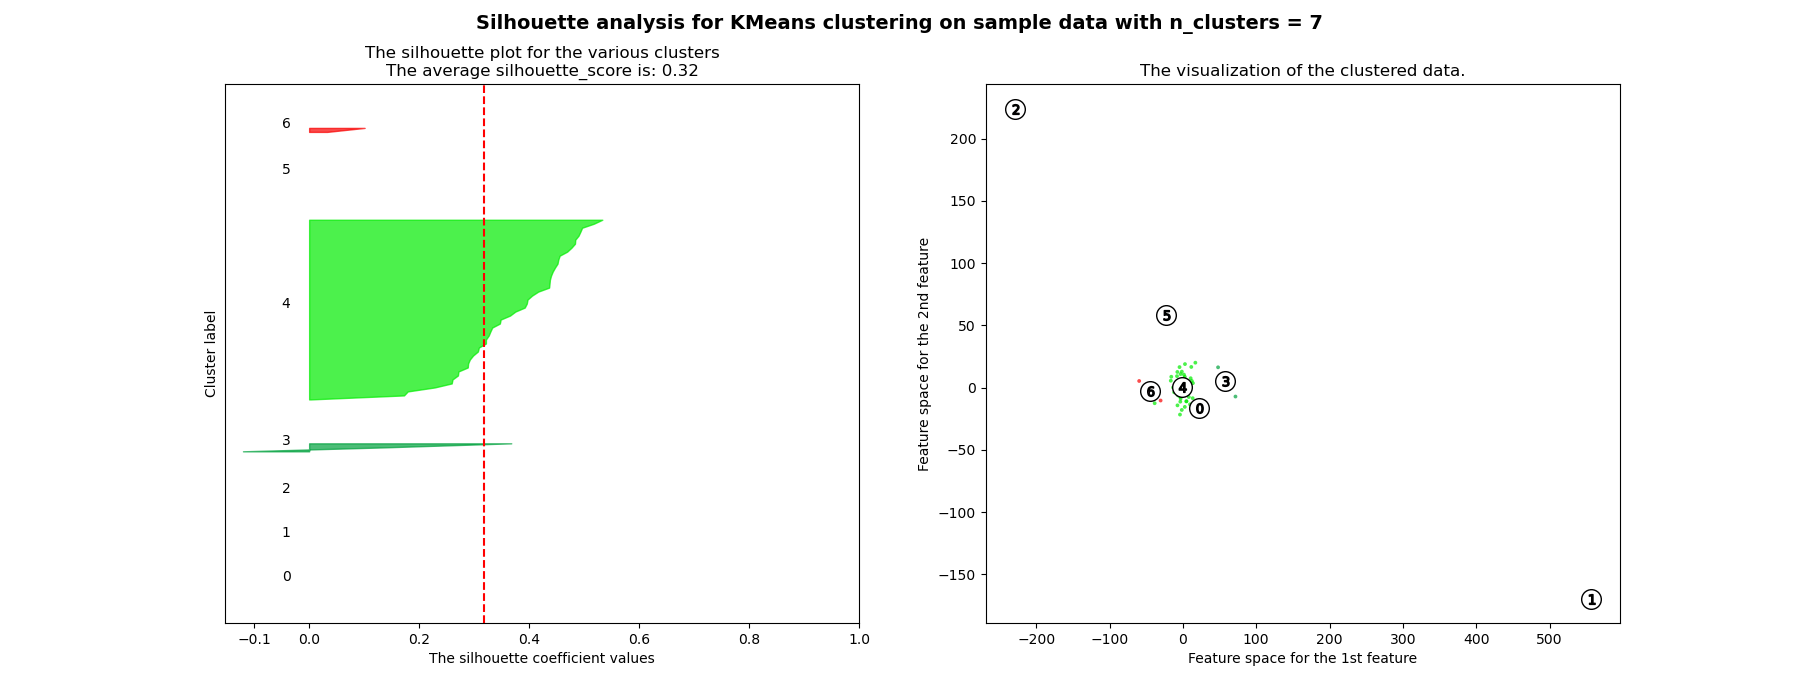 Silhouette analysis for KMeans clustering on sample data with n_clusters = 7
The silhouette plot for the various clusters
The average silhouette_score is: 0.32
6
5
4
3
2
1
0
Cluster label
−0.1 0.0 0.2 0.4 0.6 0.8 1.0
The silhouette coefficient values
The visualization of the clustered data.
200
150
100
50
0
−50
−100
−150
Feature space for the 2nd feature
2
5
3
4
6
0
1
−200 −100 0 100 200 300 400 500
Feature space for the 1st feature